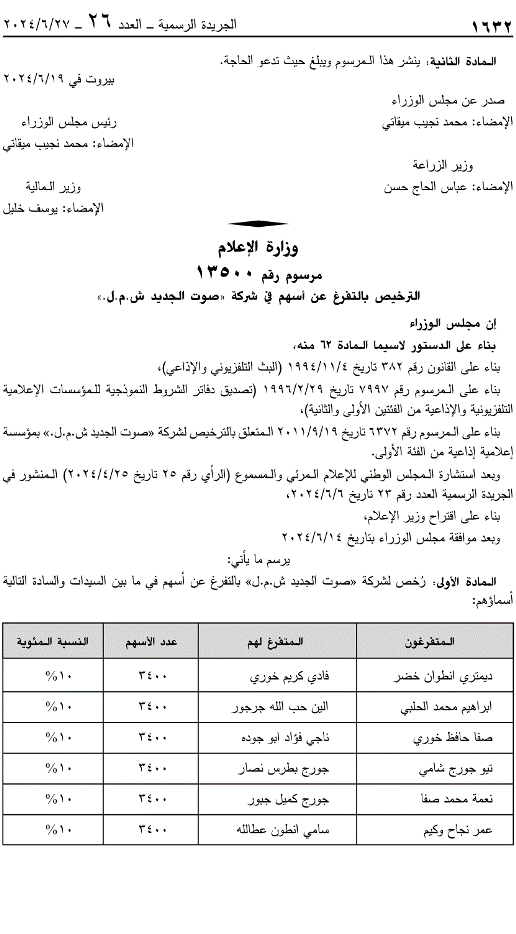 ١٦٣٢ الجريدة الرسمية ـ العدد ٢٦ ـ ٢٠٢٤/٦/٢٧
المادة الثانية: ينشر هذا المرسوم ويبلغ حيث تدعو الحاجة.
بيروت في ٢٠٢٤/٦/١٩
صدر عن مجلس الوزراء
رئيس مجلس الوزراء
الإمضاء: محمد نجيب ميقاتي
الإمضاء: محمد نجيب ميقاتي
وزير الزراعة
وزير المالية
الإمضاء: عباس الحاج حسن
الإمضاء: يوسف خليل
وزارة الإعلام
مرسوم رقم ١٣٥٠٠
الترخيص بالتفرغ عن أسهم في شركة «صوت الجديد ش.م.ل.»
إن مجلس الوزراء
بناء على الدستور لاسيما المادة ٦٢ منه،
بناء على القانون رقم ٣٨٢ تاريخ ١٩٩٤/١١/٤ (البث التلفزيوني والإذاعي)،
بناء على المرسوم رقم ٧٩٩٧ تاريخ ١٩٩٦/٢/٢٩ (تصديق دفاتر الشروط النموذجية للمؤسسات الإعلامية
التلفزيونية والإذاعية من الفئتين الأولى والثانية)،
بناء على المرسوم رقم ٦٣٧٢ تاريخ ٢٠١١/٩/١٩ المتعلق بالترخيص لشركة «صوت الجديد ش.م.ل.» بمؤسسة
إعلامية إذاعية من الفئة الأولى.
وبعد استشارة المجلس الوطني للإعلام المرئي والمسموع (الرأي رقم ٢٥ تاريخ ٢٠٢٤/٤/٢٥) المنشور في
الجريدة الرسمية العدد رقم ٢٣ تاريخ ٢٠٢٤/٦/٦،
بناء على اقتراح وزير الإعلام،
وبعد موافقة مجلس الوزراء بتاريخ ٢٠٢٤/٦/١٤
يرسم ما يأتي:
المادة الأولى: رُخص لشركة «صوت الجديد ش.م.ل» بالتفرغ عن أسهم في ما بين السيدات والسادة التالية
أسماؤهم:
المتفرغون المتفرغ لهم عدد الأسهم النسبة المئوية
ديمتري انطوان خضر فادي كريم خوري ٣٤٠٠ ١٠%
ابراهيم محمد الحلبي الين حب الله جرجور ٣٤٠٠ ١٠%
صفا حافظ خوري ناجي فؤاد ابو جوده ٣٤٠٠ ١٠%
تيو جورج شامي جورج بطرس نصار ٣٤٠٠ ١٠%
نعمة محمد صفا جورج كميل جبور ٣٤٠٠ ١٠%
عمر نجاح وكيم سامي انطون عطالله ٣٤٠٠ ١٠%